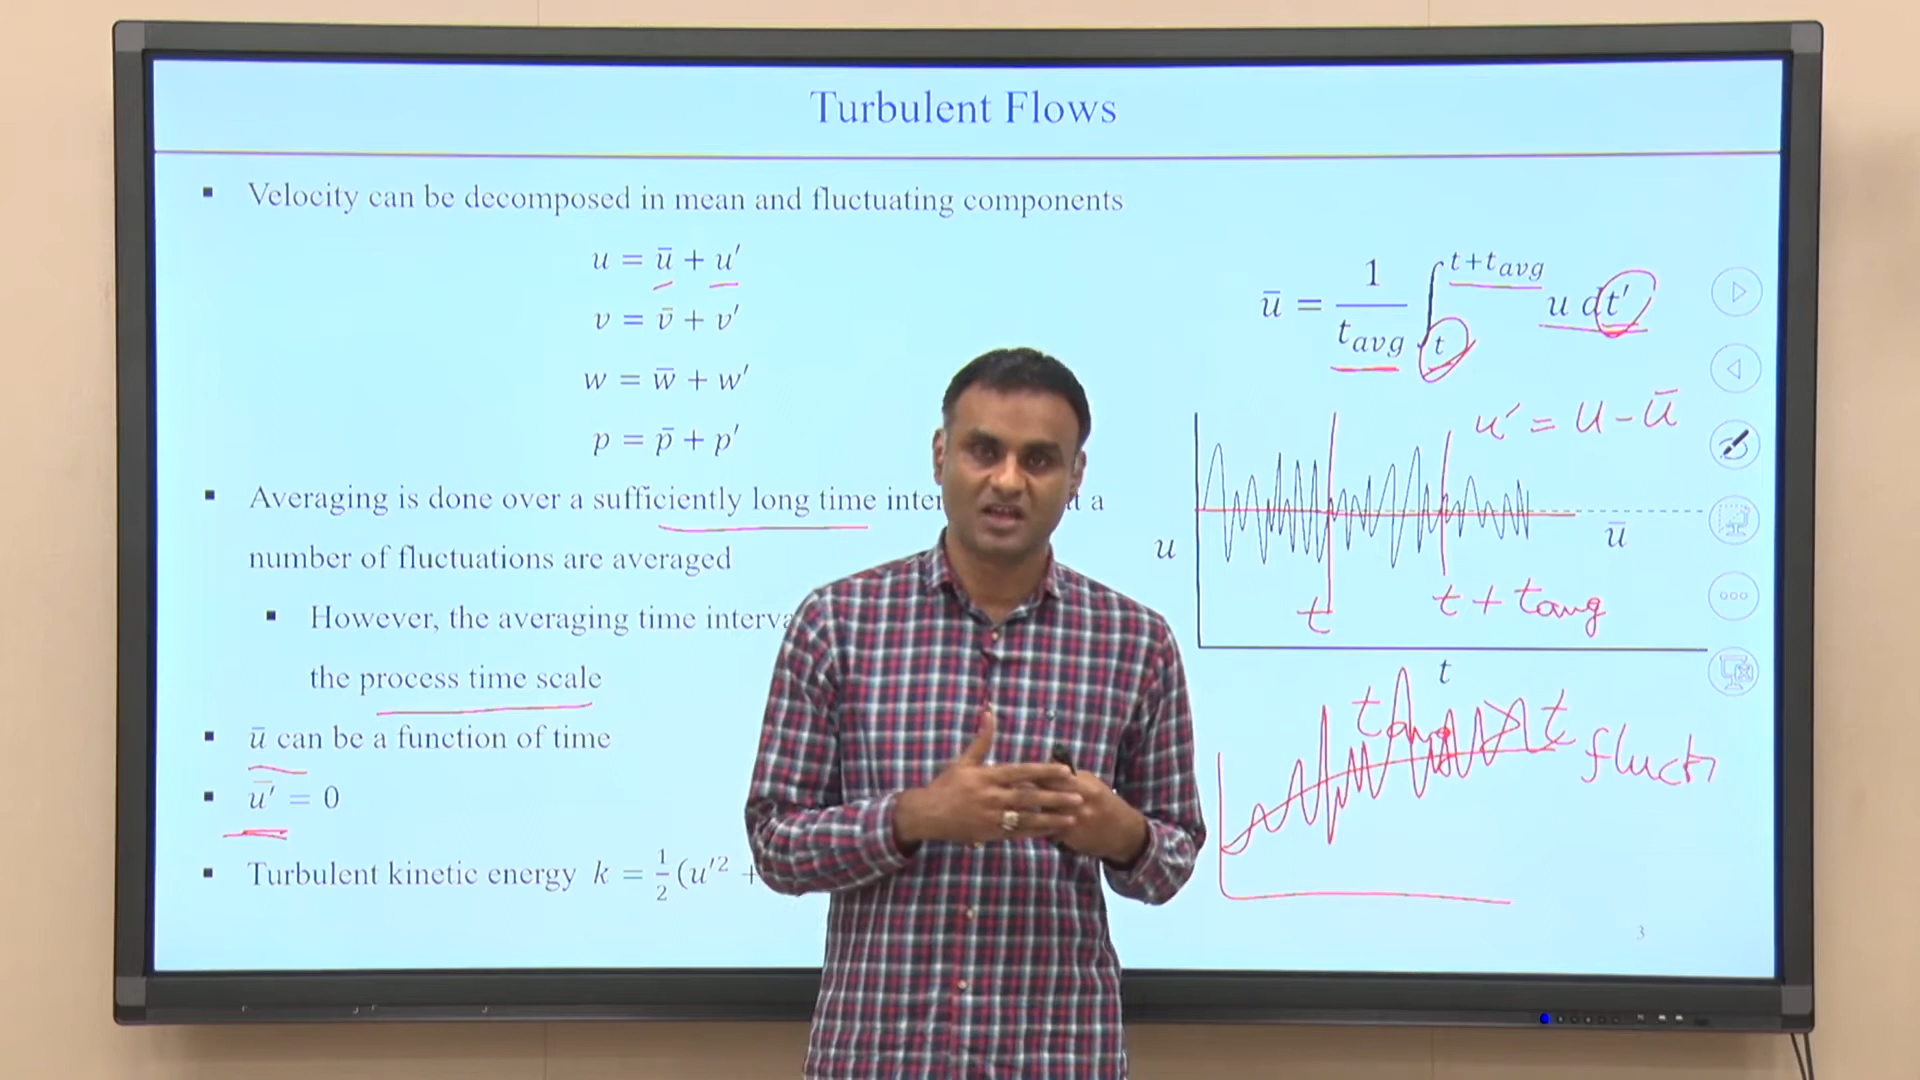 Turbulent Flows
▪ Velocity can be decomposed in mean and fluctuating components
u = ū + u′
v = v̄ + v′
w = w̄ + w′
p = p̄ + p′
▪ Averaging is done over a sufficiently long time
a
number of fluctuations are averaged
▪ However, the averaging time
the process time scale
▪ ū can be a function of time
▪ u̅′ = 0
▪ Turbulent kinetic energy k = 1/2 (u′² +
ū = 1/t_avg ∫_t^{t+t_avg} u dt′
u′ = u − ū
u
ū
t
t + tavg
t
tavg >> t fluct
3